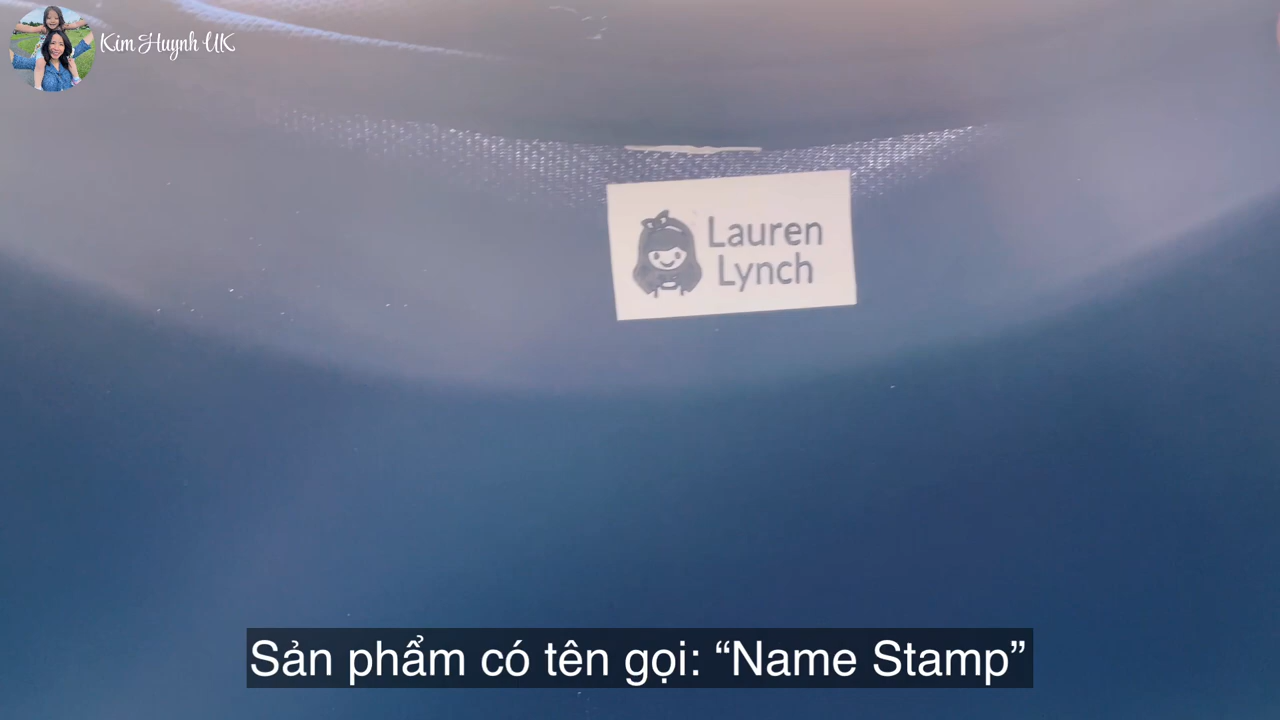 Kim Huynh UK
Lauren
Lynch
Sản phẩm có tên gọi: “Name Stamp”